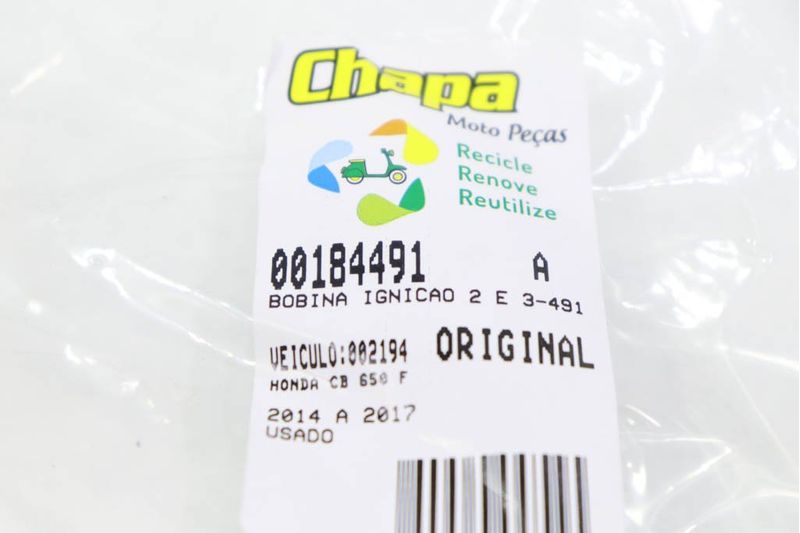 Chapa
Moto Peças
Recicle
Renove
Reutilize
00184491 A
BOBINA IGNICAO 2 E 3-491
VEICULO:002194 ORIGINAL
HONDA CB 650 F
2014 A 2017
USADO